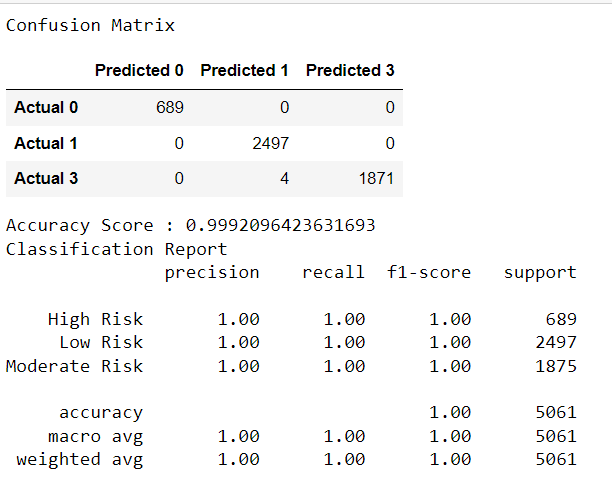 Confusion Matrix
Predicted 0 Predicted 1 Predicted 3
Actual 0 689 0 0
Actual 1 0 2497 0
Actual 3 0 4 1871
Accuracy Score : 0.9992096423631693
Classification Report
precision recall f1-score support
High Risk 1.00 1.00 1.00 689
Low Risk 1.00 1.00 1.00 2497
Moderate Risk 1.00 1.00 1.00 1875
accuracy 1.00 5061
macro avg 1.00 1.00 1.00 5061
weighted avg 1.00 1.00 1.00 5061